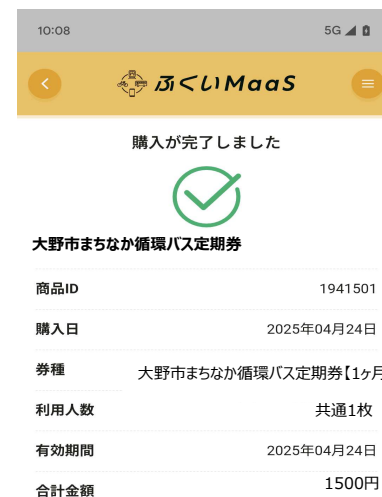 10:08 5G
ふくいMaaS
購入が完了しました
大野市まちなか循環バス定期券
商品ID 1941501
購入日 2025年04月24日
券種 大野市まちなか循環バス定期券【1ヶ月
利用人数 共通1枚
有効期間 2025年04月24日
合計金額 1500円